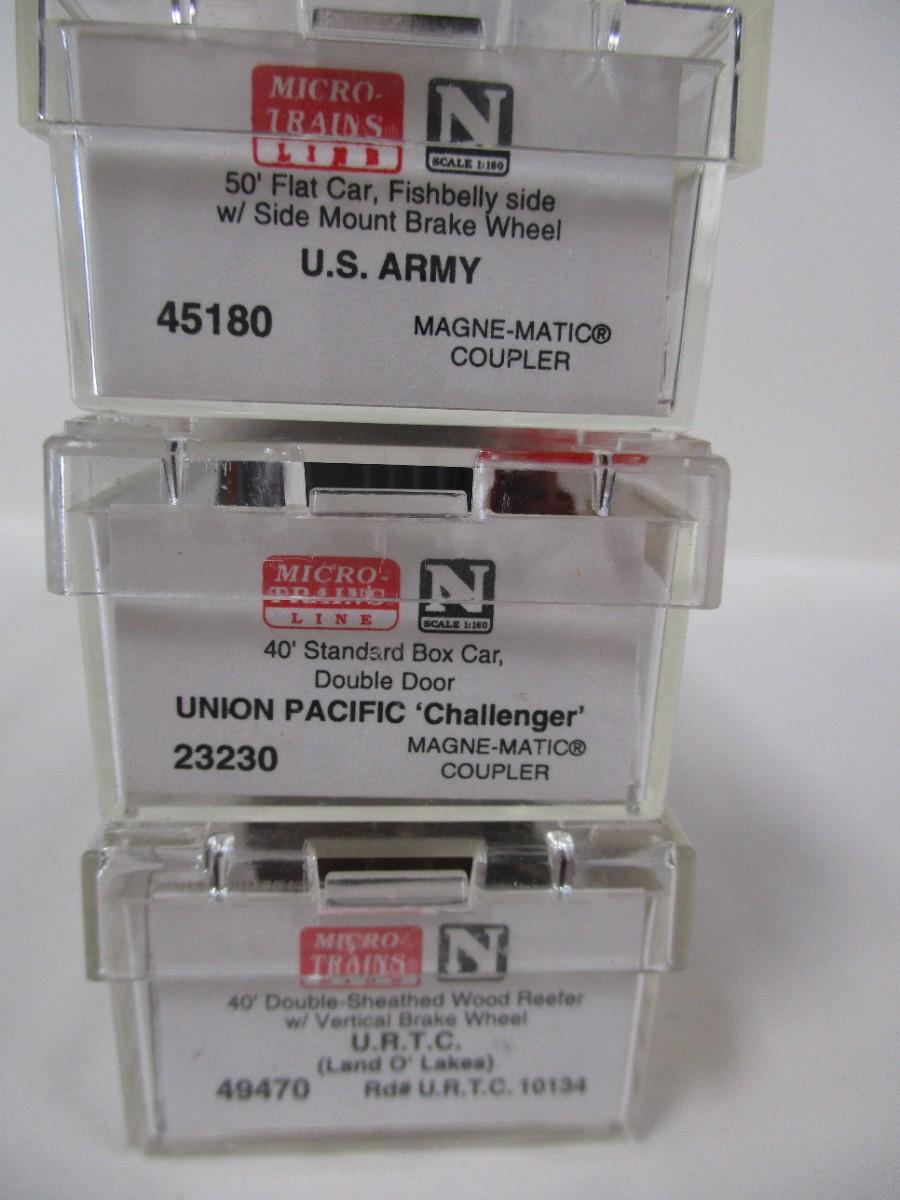 MICRO-
TRAINS
LINE
N
SCALE 1:160
50' Flat Car, Fishbelly side
w/ Side Mount Brake Wheel
U.S. ARMY
45180
MAGNE-MATIC®
COUPLER
MICRO-
TRAINS
LINE
N
SCALE 1:160
40' Standard Box Car,
Double Door
UNION PACIFIC ‘Challenger’
23230
MAGNE-MATIC®
COUPLER
MICRO-
TRAINS
N
40' Double-Sheathed Wood Reefer
w/ Vertical Brake Wheel
U.R.T.C.
(Land O' Lakes)
49470 Rd# U.R.T.C. 10134